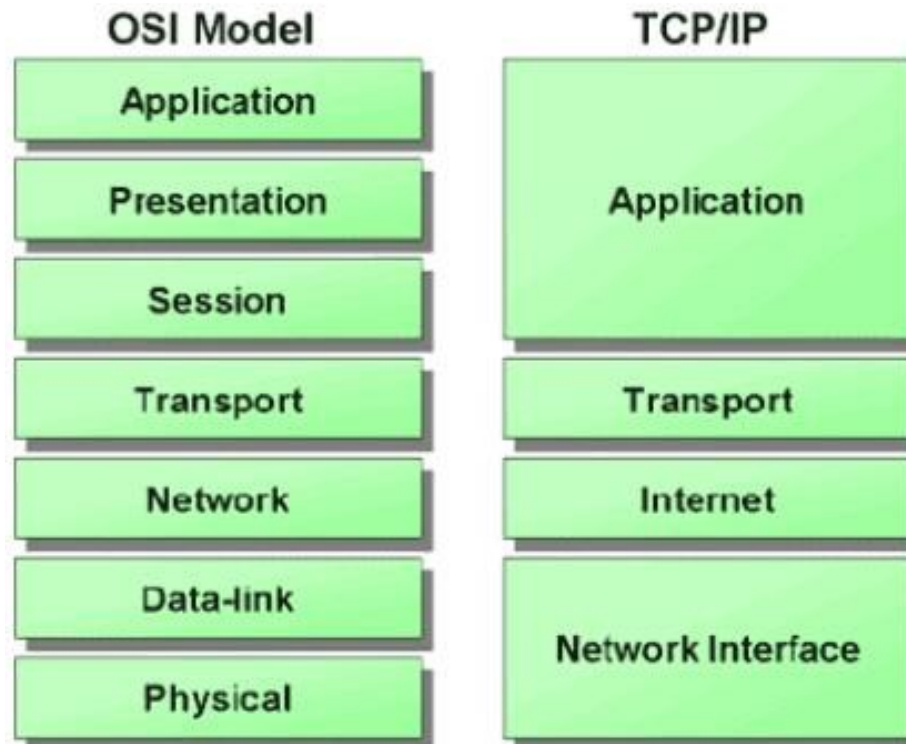 OSI Model
Application
Presentation
Session
Transport
Network
Data-link
Physical
TCP/IP
Application
Transport
Internet
Network Interface